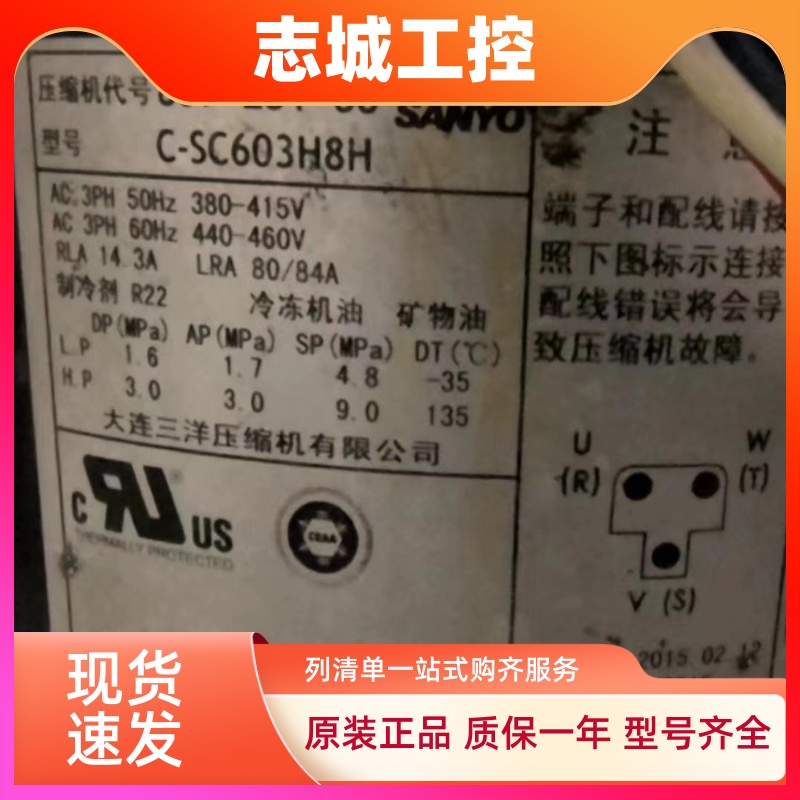 志城工控
压缩机代号
SANYO
型号 C-SC603H8H
AC 3PH 50Hz 380-415V
AC 3PH 60Hz 440-460V
RLA 14.3A LRA 80/84A
制冷剂 R22 冷冻机油 矿物油
DP(MPa) AP(MPa) SP(MPa) DT(℃)
L.P 1.6 1.7 4.8 -35
H.P 3.0 3.0 9.0 135
大连三洋压缩机有限公司
C RU US
THERMALLY PROTECTED
CRAA
注
端子和配线请按
照下图标示连接
配线错误将会导
致压缩机故障。
U W
(R) (T)
V (S)
2015.02.12
现货
速发
列清单一站式购齐服务
原装正品 质保一年 型号齐全